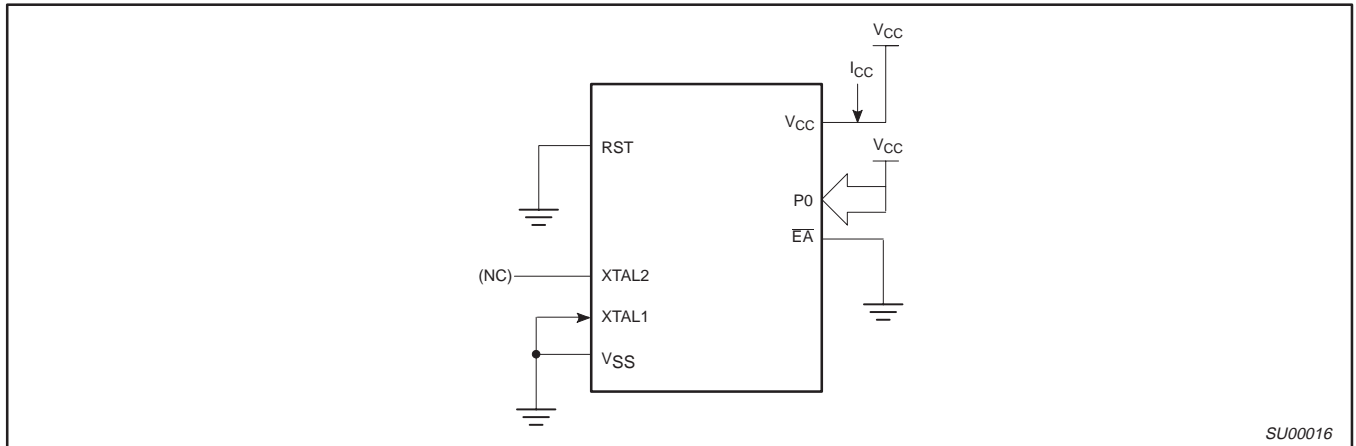 VCC
ICC
VCC
RST
VCC
P0
EA
(NC)
XTAL2
XTAL1
VSS
SU00016